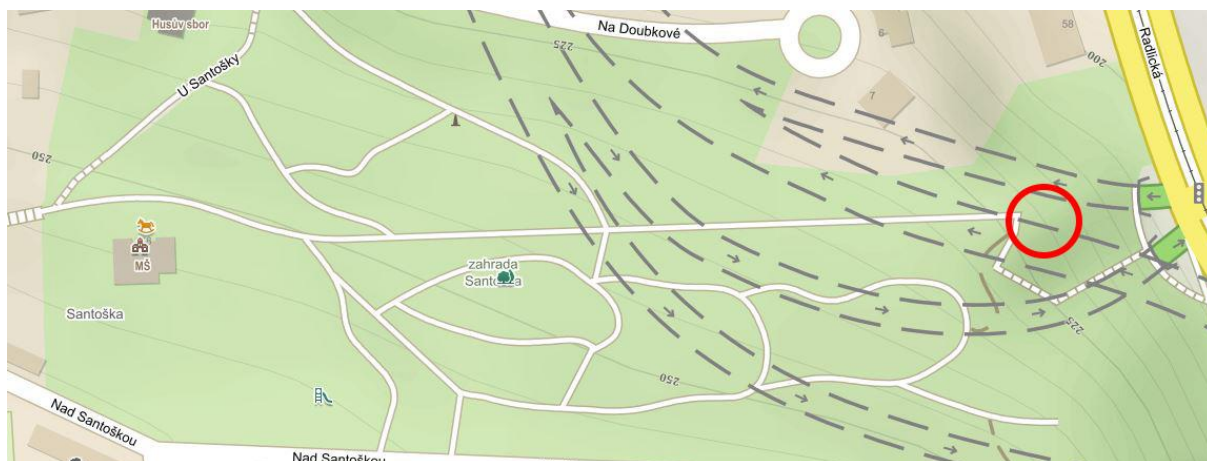 Husův sbor
Na Doubkové
58
6
225
200
Radlická
7
U Santošky
250
MŠ
zahrada
Santoška
225
250
Nad Santoškou
Nad Santoškou